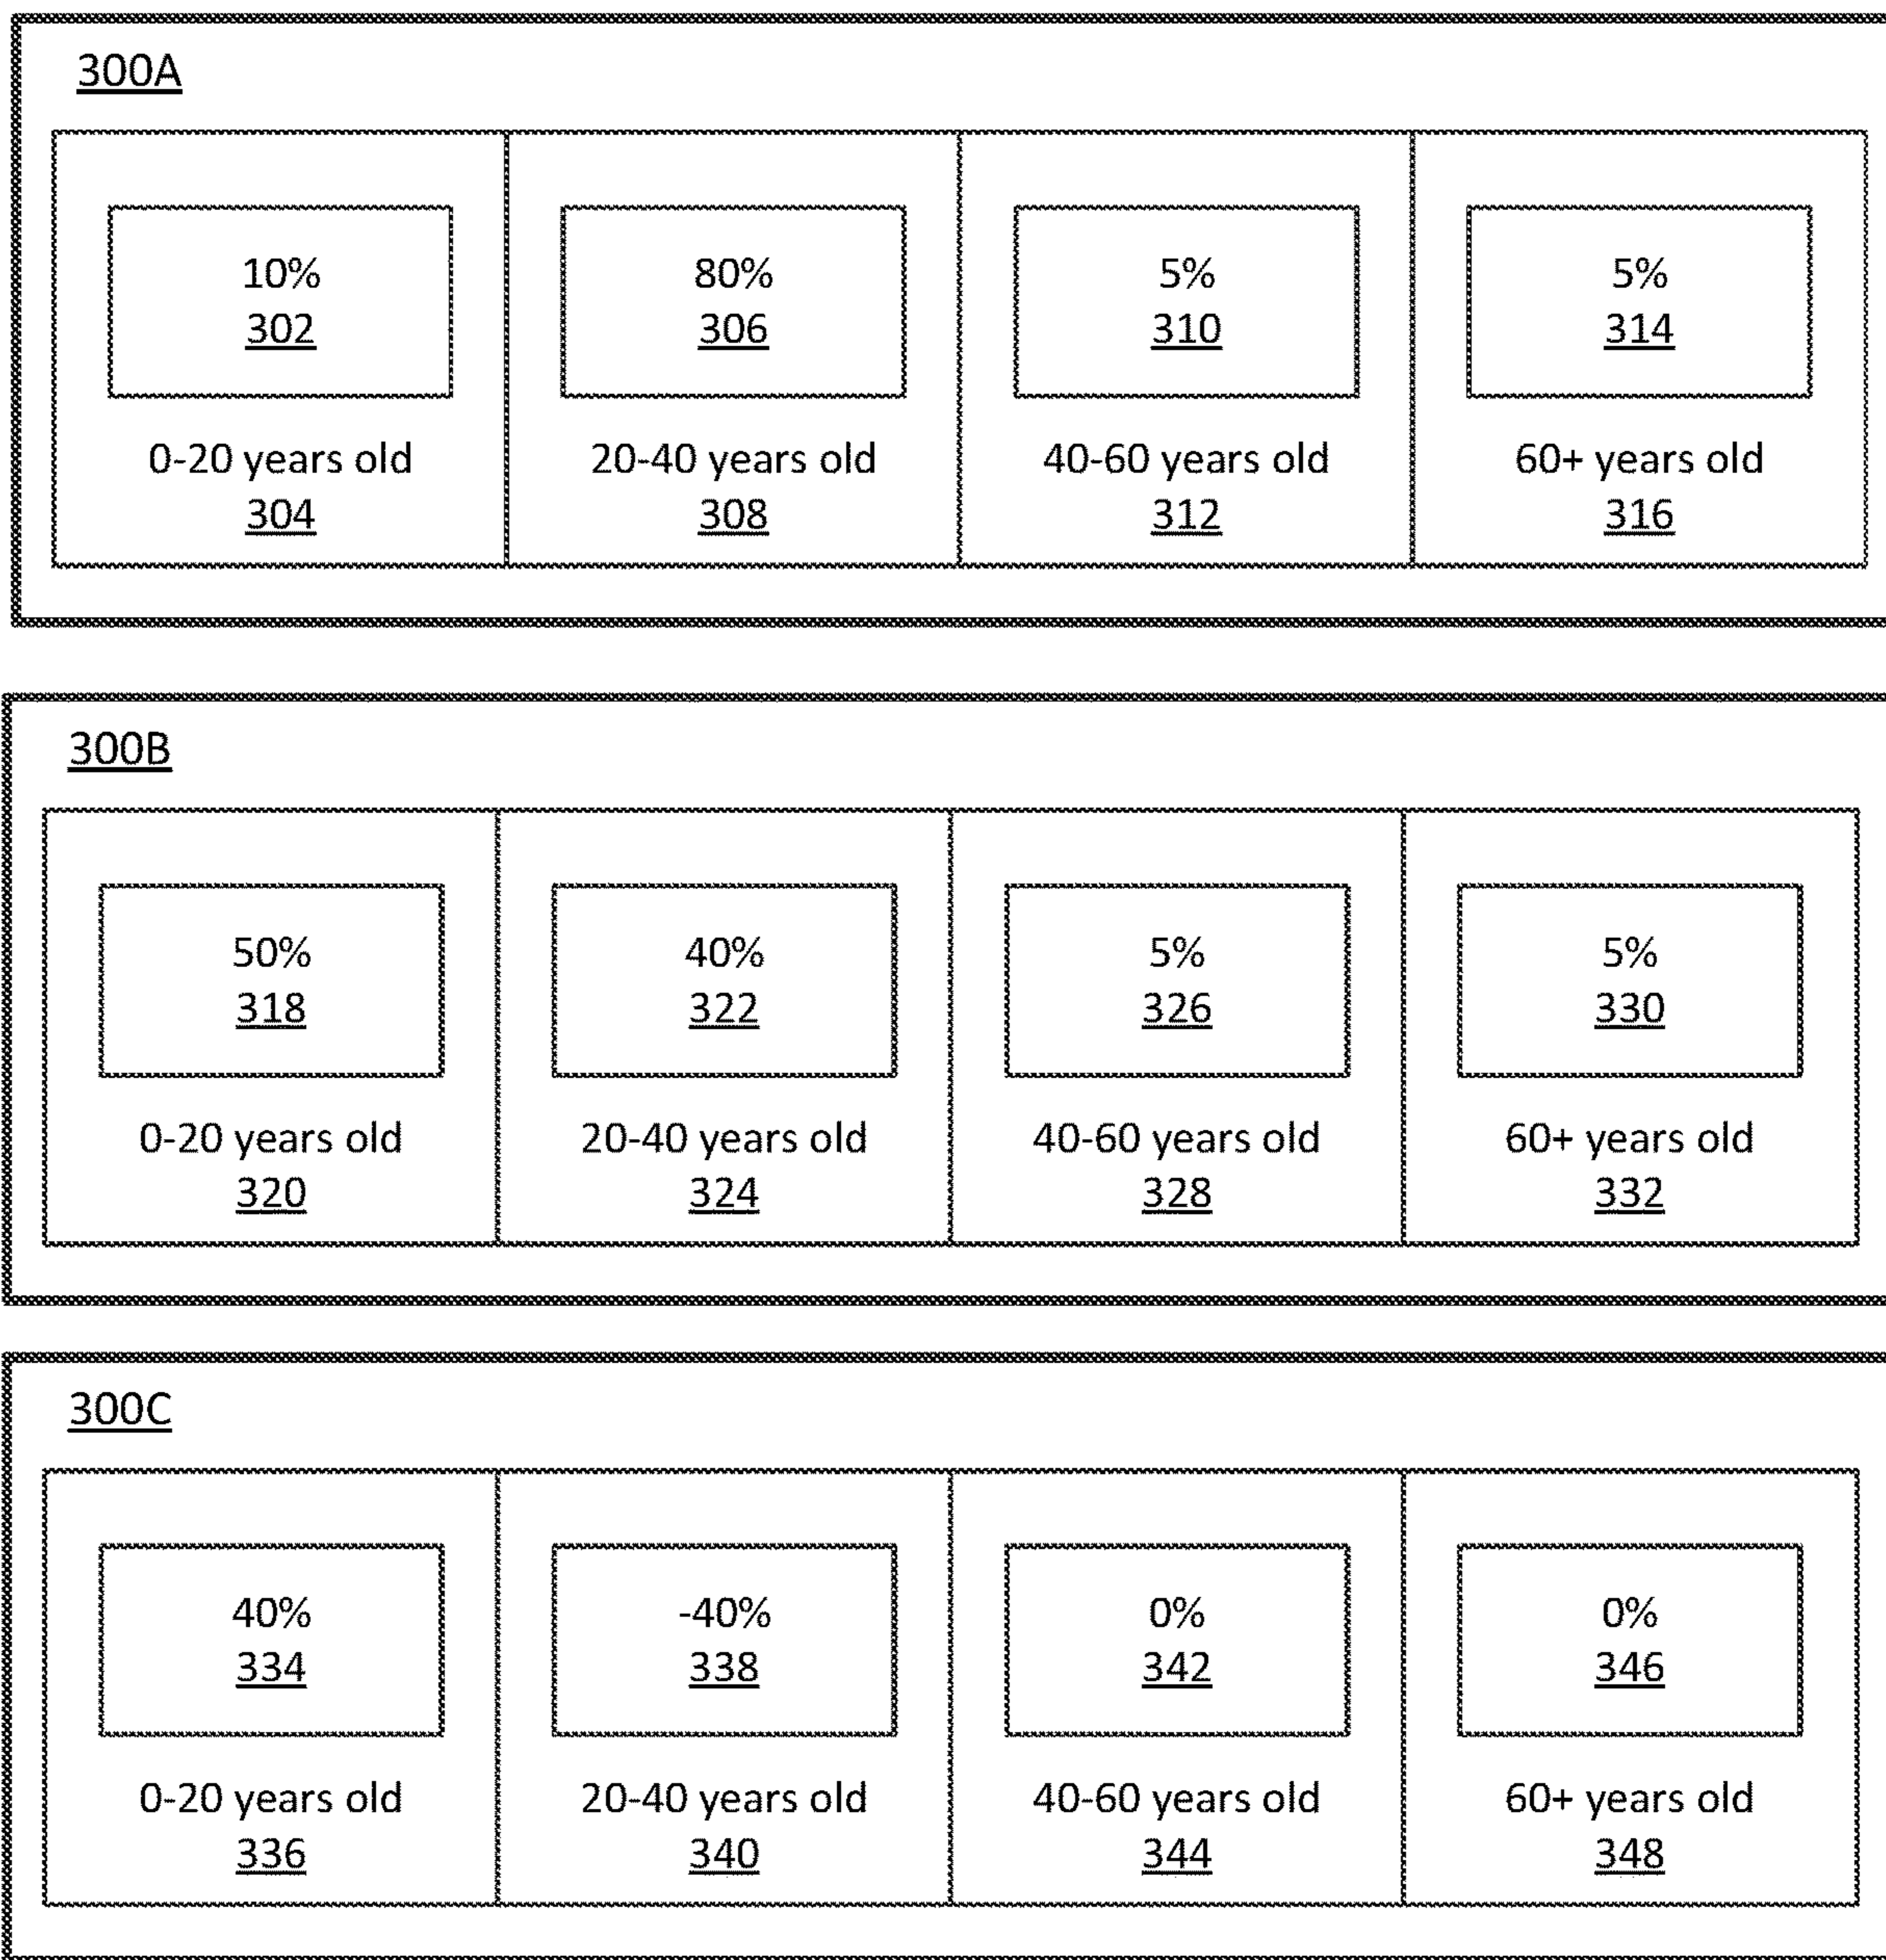 300A
10% 80% 5% 5%
302 306 310 314
0-20 years old 20-40 years old 40-60 years old 60+ years old
304 308 312 316
300B
50% 40% 5% 5%
318 322 326 330
0-20 years old 20-40 years old 40-60 years old 60+ years old
320 324 328 332
300C
40% -40% 0% 0%
334 338 342 346
0-20 years old 20-40 years old 40-60 years old 60+ years old
336 340 344 348